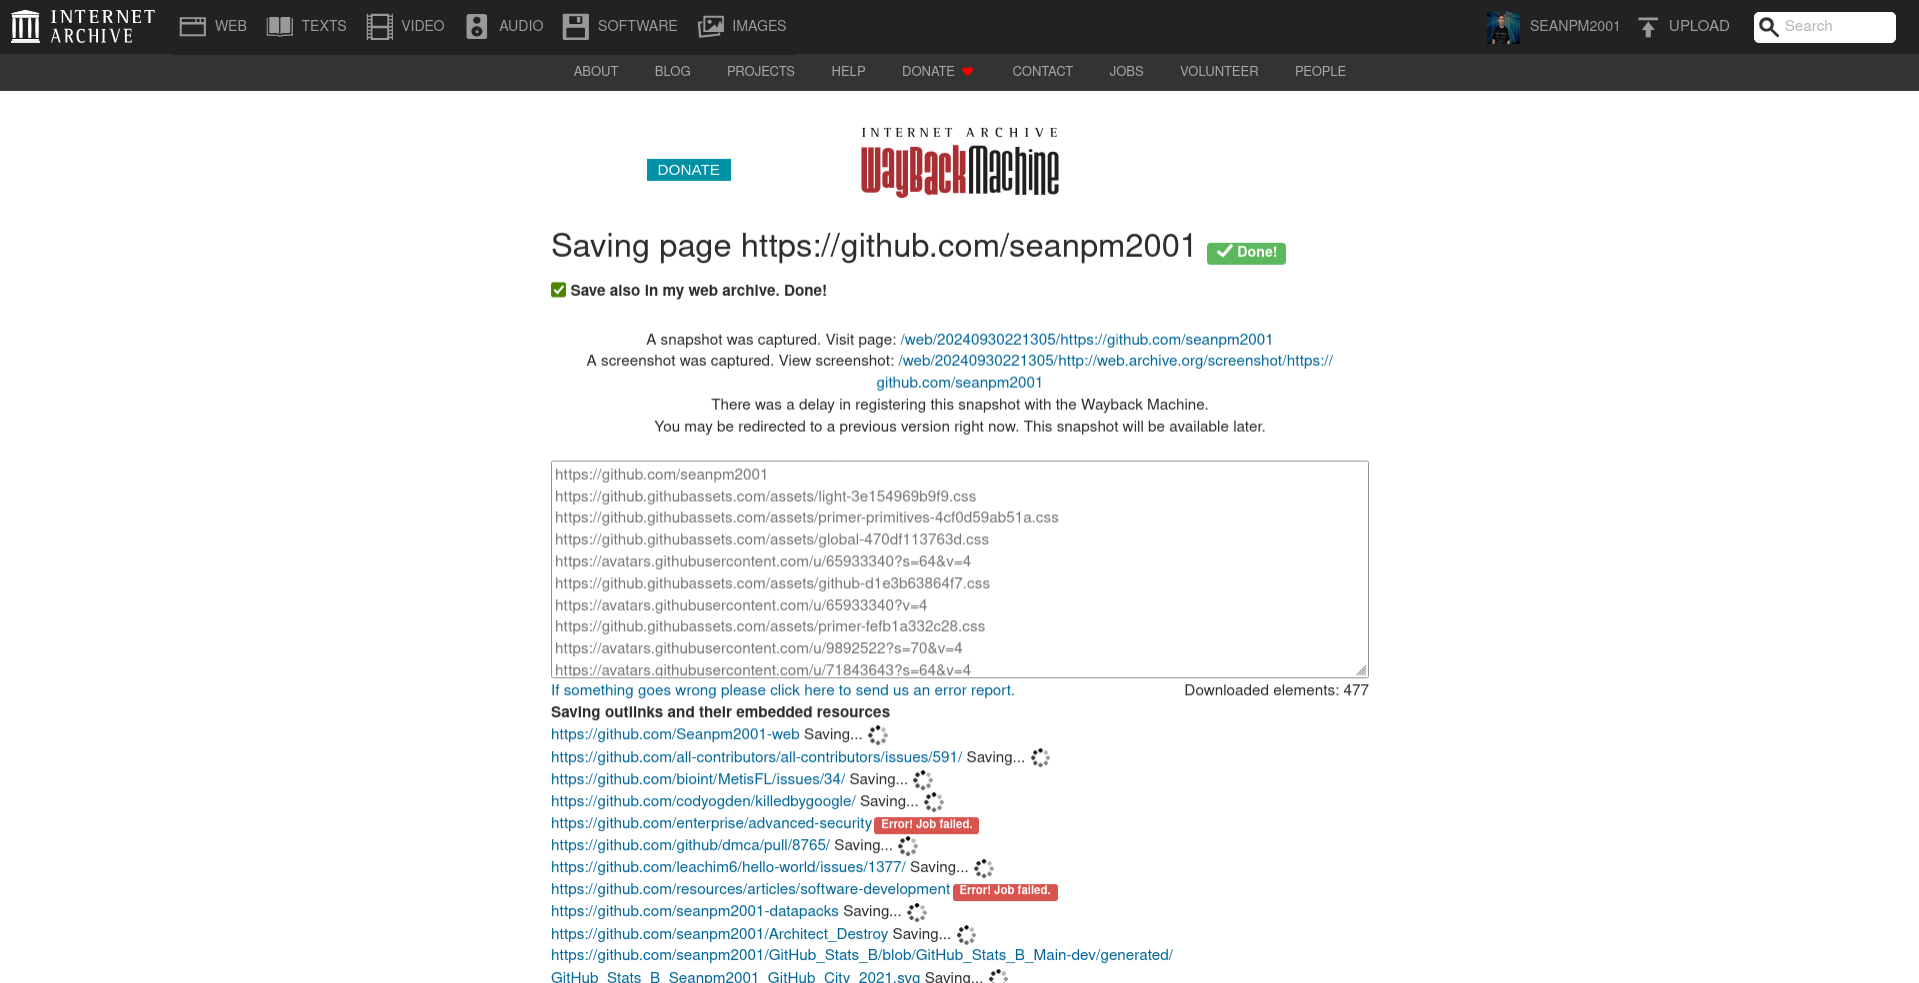 INTERNET ARCHIVE
WEB TEXTS VIDEO AUDIO SOFTWARE IMAGES SEANPM2001 UPLOAD Search
ABOUT BLOG PROJECTS HELP DONATE CONTACT JOBS VOLUNTEER PEOPLE
INTERNET ARCHIVE
WayBackMachine
DONATE
Saving page https://github.com/seanpm2001 Done!
Save also in my web archive. Done!
A snapshot was captured. Visit page: /web/20240930221305/https://github.com/seanpm2001
A screenshot was captured. View screenshot: /web/20240930221305/http://web.archive.org/screenshot/https://
github.com/seanpm2001
There was a delay in registering this snapshot with the Wayback Machine.
You may be redirected to a previous version right now. This snapshot will be available later.
https://github.com/seanpm2001
https://github.githubassets.com/assets/light-3e154969b9f9.css
https://github.githubassets.com/assets/primer-primitives-4cf0d59ab51a.css
https://github.githubassets.com/assets/global-470df113763d.css
https://avatars.githubusercontent.com/u/65933340?s=64&v=4
https://github.githubassets.com/assets/github-d1e3b63864f7.css
https://avatars.githubusercontent.com/u/65933340?v=4
https://github.githubassets.com/assets/primer-fefb1a332c28.css
https://avatars.githubusercontent.com/u/9892522?s=70&v=4
https://avatars.githubusercontent.com/u/71843643?s=64&v=4
If something goes wrong please click here to send us an error report. Downloaded elements: 477
Saving outlinks and their embedded resources
https://github.com/Seanpm2001-web Saving...
https://github.com/all-contributors/all-contributors/issues/591/ Saving...
https://github.com/bioint/MetisFL/issues/34/ Saving...
https://github.com/codyogden/killedbygoogle/ Saving...
https://github.com/enterprise/advanced-security Error! Job failed.
https://github.com/github/dmca/pull/8765/ Saving...
https://github.com/leachim6/hello-world/issues/1377/ Saving...
https://github.com/resources/articles/software-development Error! Job failed.
https://github.com/seanpm2001-datapacks Saving...
https://github.com/seanpm2001/Architect_Destroy Saving...
https://github.com/seanpm2001/GitHub_Stats_B/blob/GitHub_Stats_B_Main-dev/generated/
GitHub_Stats_B_Seanpm2001_GitHub_City_2021.svg Saving...